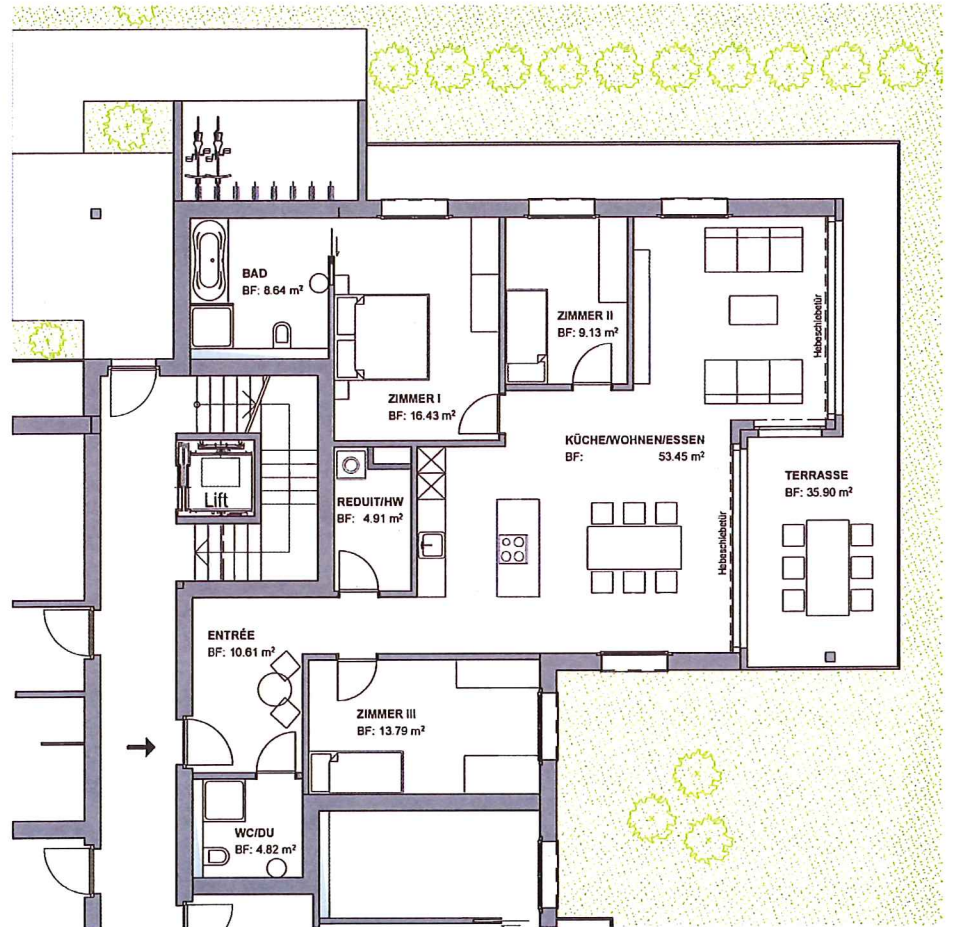 BAD
BF: 8.64 m²
ZIMMER II
BF: 9.13 m²
Hebeschiebetür
ZIMMER I
BF: 16.43 m²
KÜCHE/WOHNEN/ESSEN
BF: 53.45 m²
TERRASSE
BF: 35.90 m²
Lift
REDUIT/HW
BF: 4.91 m²
Hebeschiebetür
ENTRÉE
BF: 10.61 m²
ZIMMER III
BF: 13.79 m²
WC/DU
BF: 4.82 m²